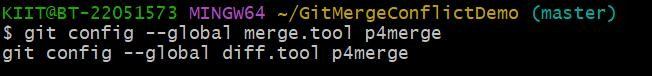 KIIT@BT-22051573 MINGW64 ~/GitMergeConflictDemo (master)
$ git config --global merge.tool p4merge
git config --global diff.tool p4merge